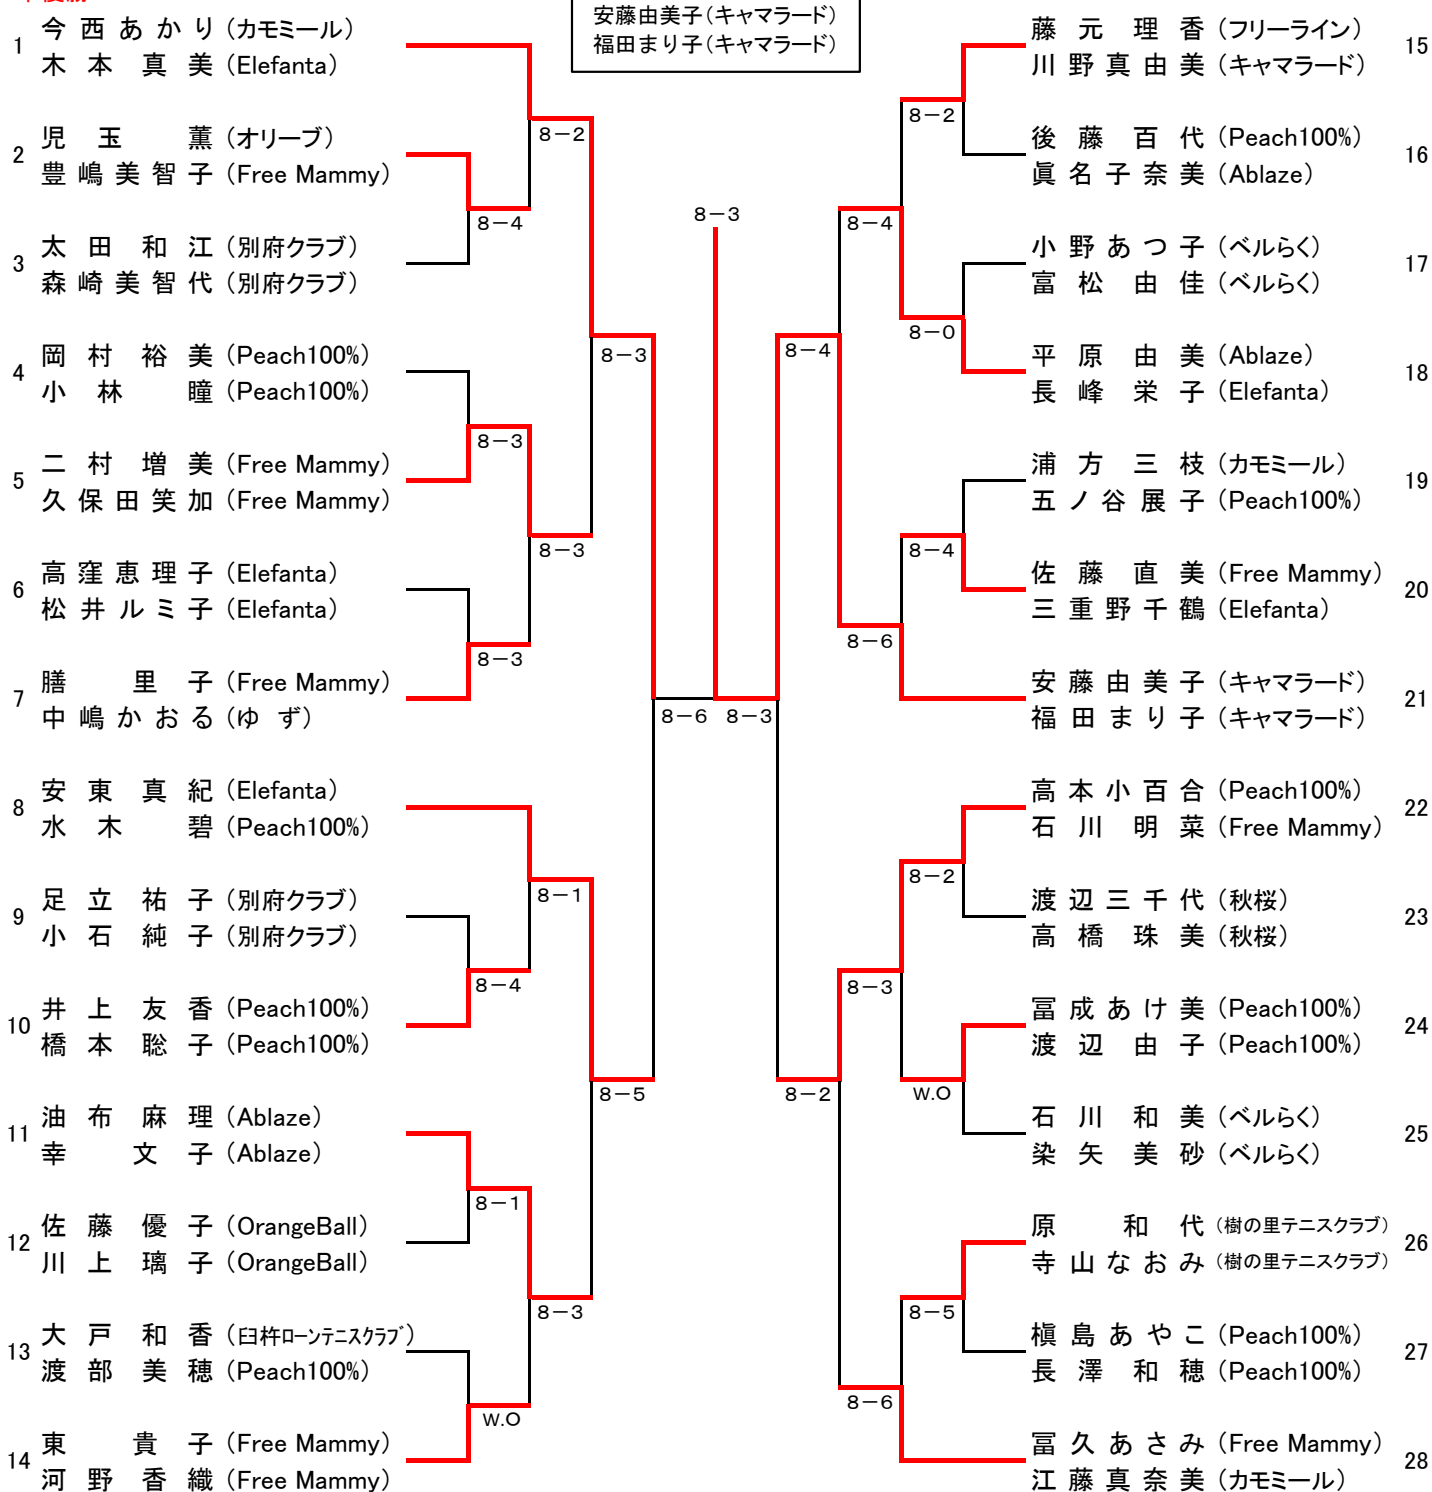 安藤由美子(キャマラード)
福田まり子(キャマラード)
1
今西あかり(カモミール)
木本真美(Elefanta)
2
児玉薫(オリーブ)
豊嶋美智子(Free Mammy)
3
太田和江(別府クラブ)
森崎美智代(別府クラブ)
4
岡村裕美(Peach100%)
小林瞳(Peach100%)
5
二村増美(Free Mammy)
久保田笑加(Free Mammy)
6
高窪恵理子(Elefanta)
松井ルミ子(Elefanta)
7
膳里子(Free Mammy)
中嶋かおる(ゆず)
8
安東真紀(Elefanta)
水木碧(Peach100%)
9
足立祐子(別府クラブ)
小石純子(別府クラブ)
10
井上友香(Peach100%)
橋本聡子(Peach100%)
11
油布麻理(Ablaze)
幸文子(Ablaze)
12
佐藤優子(OrangeBall)
川上璃子(OrangeBall)
13
大戸和香(臼杵ローンテニスクラブ)
渡部美穂(Peach100%)
14
東貴子(Free Mammy)
河野香織(Free Mammy)
8-2
8-4
8-3
8-3
8-3
8-3
8-1
8-4
8-5
8-1
8-3
W.O
8-3
8-6
8-3
8-2
8-4
8-0
8-4
8-4
8-6
8-2
8-3
W.O
8-2
8-5
8-6
藤元理香(フリーライン)
川野真由美(キャマラード)
15
後藤百代(Peach100%)
眞名子奈美(Ablaze)
16
小野あつ子(ベルらく)
富松由佳(ベルらく)
17
平原由美(Ablaze)
長峰栄子(Elefanta)
18
浦方三枝(カモミール)
五ノ谷展子(Peach100%)
19
佐藤直美(Free Mammy)
三重野千鶴(Elefanta)
20
安藤由美子(キャマラード)
福田まり子(キャマラード)
21
高本小百合(Peach100%)
石川明菜(Free Mammy)
22
渡辺三千代(秋桜)
高橋珠美(秋桜)
23
冨成あけ美(Peach100%)
渡辺由子(Peach100%)
24
石川和美(ベルらく)
染矢美砂(ベルらく)
25
原和代(樹の里テニスクラブ)
寺山なおみ(樹の里テニスクラブ)
26
槇島あやこ(Peach100%)
長澤和穂(Peach100%)
27
冨久あさみ(Free Mammy)
江藤真奈美(カモミール)
28